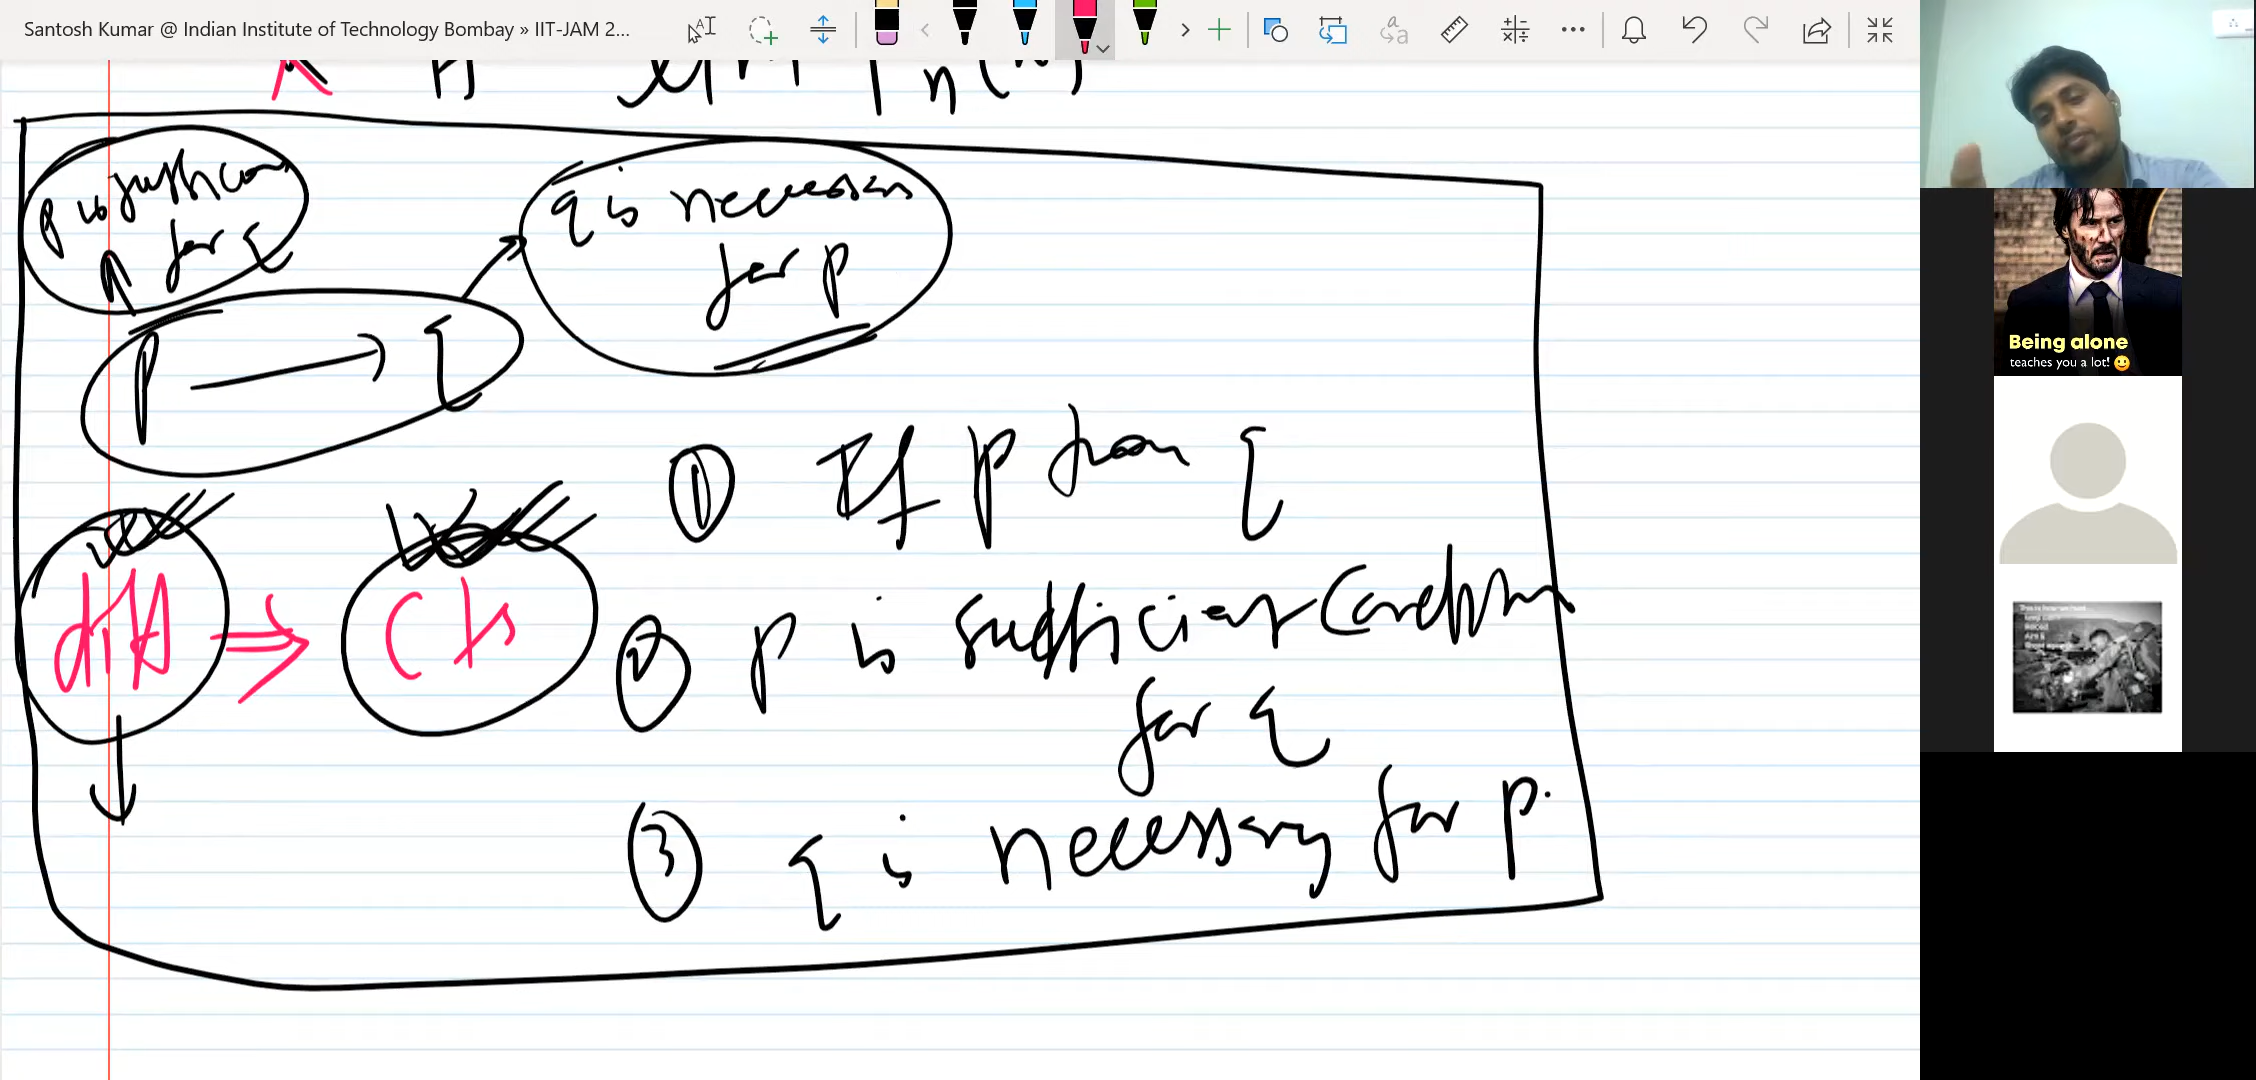 Santosh Kumar @ Indian Institute of Technology Bombay » IIT-JAM 2...
p is
for q
q is necessary
for p
p → q
① If p then q
diff ⇒ Cts
② p is sufficient condition
for q
③ q is necessary for p.
Being alone
teaches you a lot! 😊